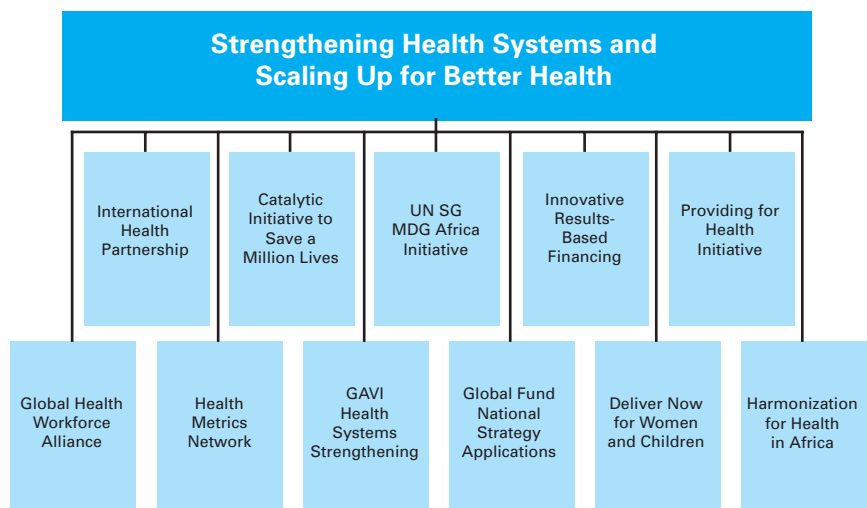 Strengthening Health Systems and
Scaling Up for Better Health
International
Health
Partnership
Catalytic
Initiative to
Save a
Million Lives
UN SG
MDG Africa
Initiative
Innovative
Results-
Based
Financing
Providing for
Health
Initiative
Global Health
Workforce
Alliance
Health
Metrics
Network
GAVI
Health
Systems
Strengthening
Global Fund
National
Strategy
Applications
Deliver Now
for Women
and Children
Harmonization
for Health
in Africa